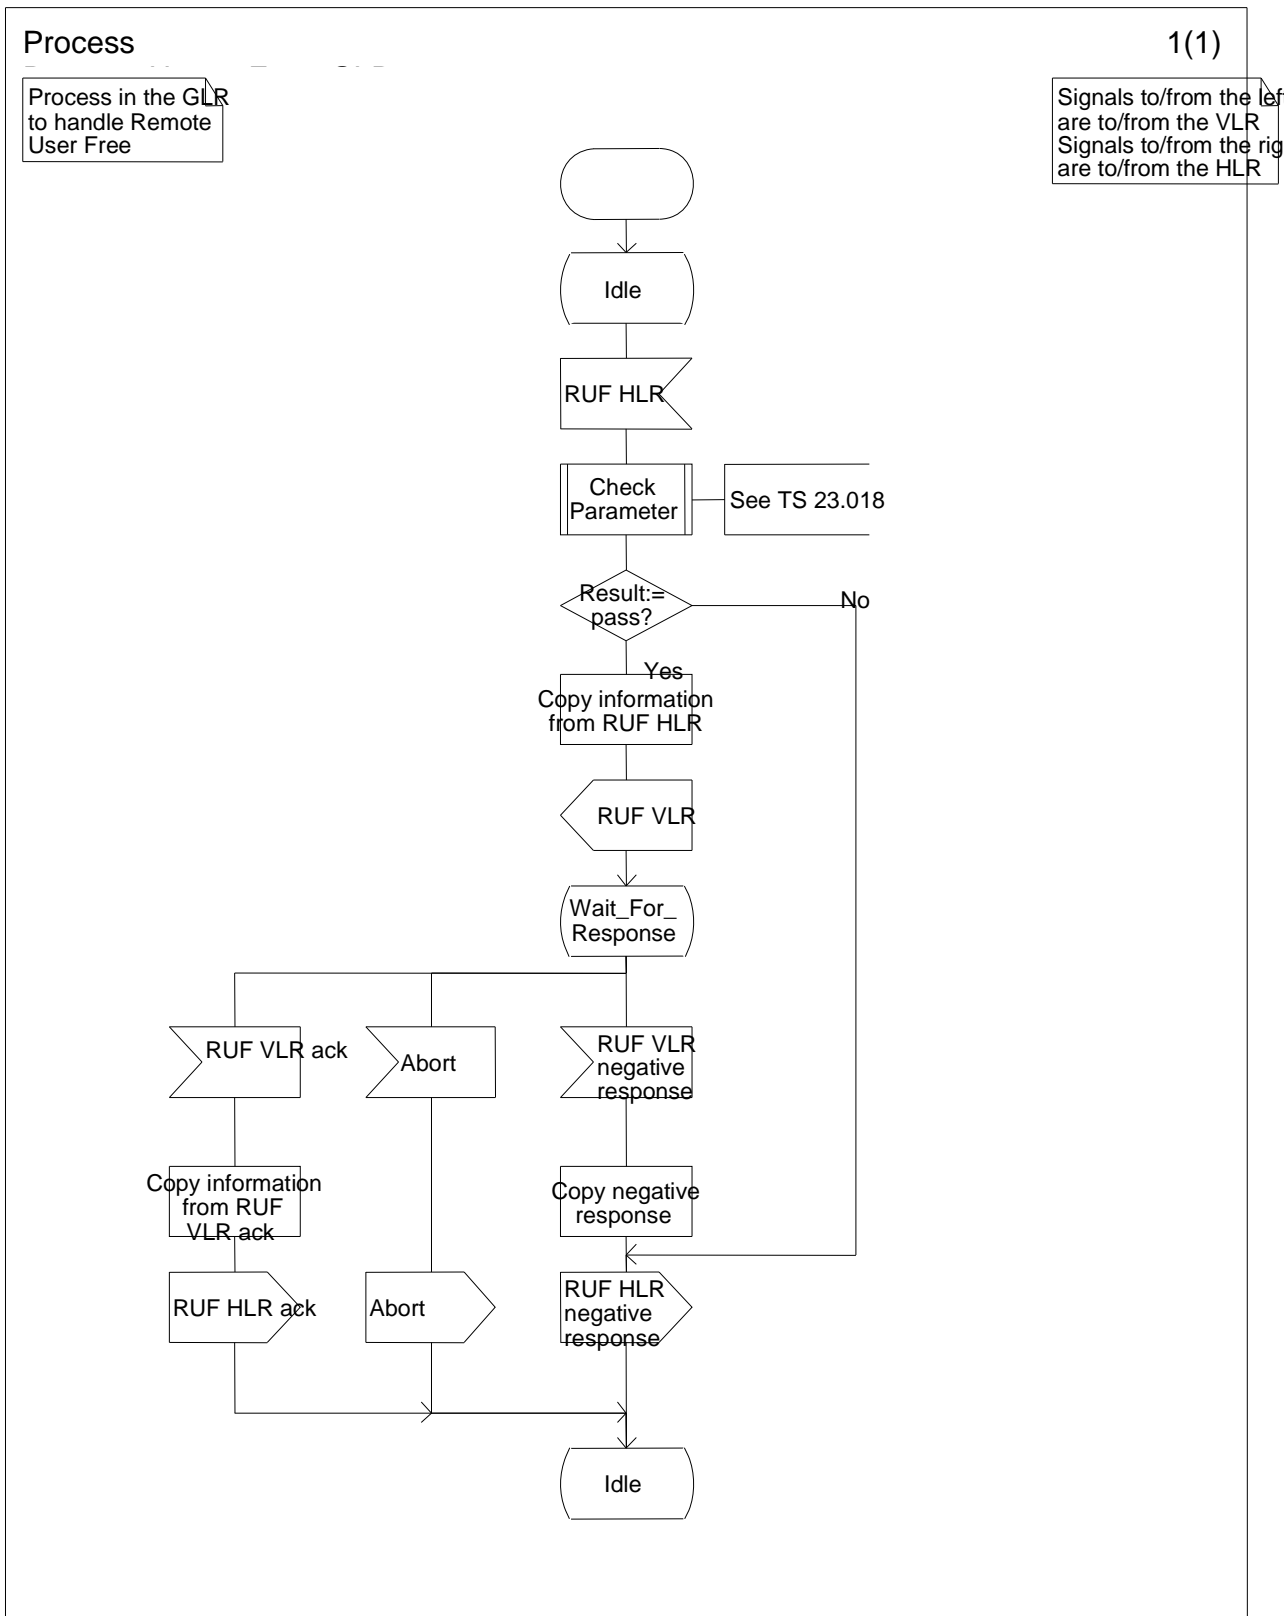 Process
1(1)
Process in the GLR
to handle Remote
User Free
Signals to/from the left
are to/from the VLR
Signals to/from the rig
are to/from the HLR
Idle
RUF HLR
Check
Parameter
See TS 23.018
Result:=
pass?
No
Yes
Copy information
from RUF HLR
RUF VLR
Wait_For_
Response
RUF VLR ack
Abort
RUF VLR
negative
response
Copy information
from RUF
VLR ack
Copy negative
response
RUF HLR ack
Abort
RUF HLR
negative
response
Idle